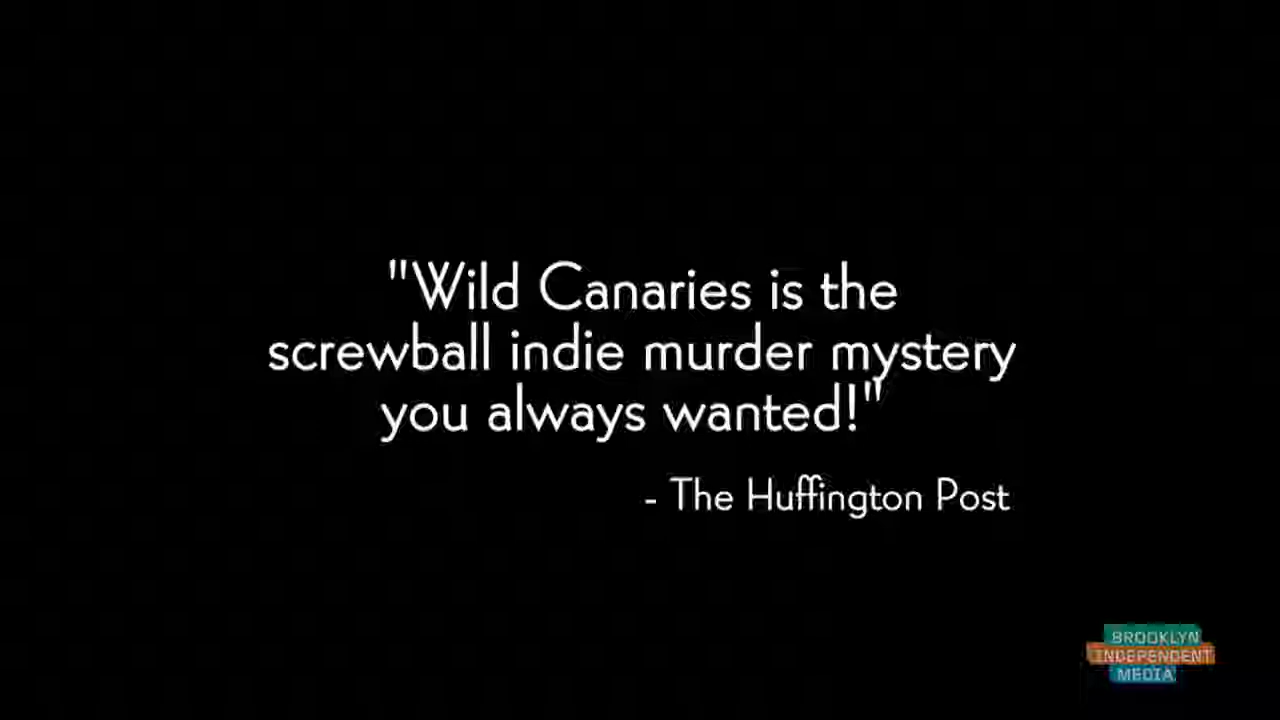 "Wild Canaries is the
screwball indie murder mystery
you always wanted!"
- The Huffington Post
BROOKLYN
INDEPENDENT
MEDIA